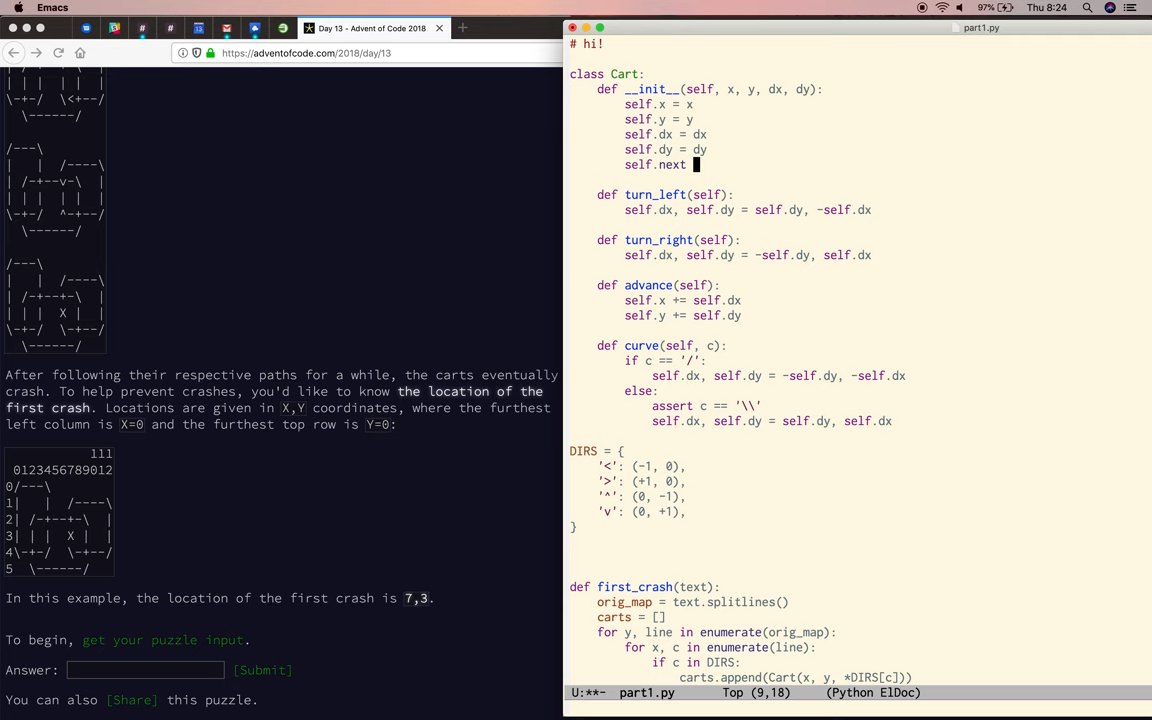 Emacs
97%
Thu 8:24
Day 13 - Advent of Code 2018
https://adventofcode.com/2018/day/13
| | | | | |
\-+-/ \<+--/
\------/
/---\
| | /----\
| /-+--v-\ |
| | | | | |
\-+-/ ^-+--/
\------/
/---\
| | /----\
| /-+--+-\ |
| | | X | |
\-+-/ \-+--/
\------/
After following their respective paths for a while, the carts eventually
crash. To help prevent crashes, you'd like to know the location of the
first crash. Locations are given in X,Y coordinates, where the furthest
left column is X=0 and the furthest top row is Y=0:
111
0123456789012
0/---\
1| | /----\
2| /-+--+-\ |
3| | | X | |
4\-+-/ \-+--/
5 \------/
In this example, the location of the first crash is 7,3.
To begin, get your puzzle input.
Answer: [Submit]
You can also [Share] this puzzle.
part1.py
# hi!
class Cart:
def __init__(self, x, y, dx, dy):
self.x = x
self.y = y
self.dx = dx
self.dy = dy
self.next
def turn_left(self):
self.dx, self.dy = self.dy, -self.dx
def turn_right(self):
self.dx, self.dy = -self.dy, self.dx
def advance(self):
self.x += self.dx
self.y += self.dy
def curve(self, c):
if c == '/':
self.dx, self.dy = -self.dy, -self.dx
else:
assert c == '\\'
self.dx, self.dy = self.dy, self.dx
DIRS = {
'<': (-1, 0),
'>': (+1, 0),
'^': (0, -1),
'v': (0, +1),
}
def first_crash(text):
orig_map = text.splitlines()
carts = []
for y, line in enumerate(orig_map):
for x, c in enumerate(line):
if c in DIRS:
carts.append(Cart(x, y, *DIRS[c]))
U:**- part1.py Top (9,18) (Python ElDoc)